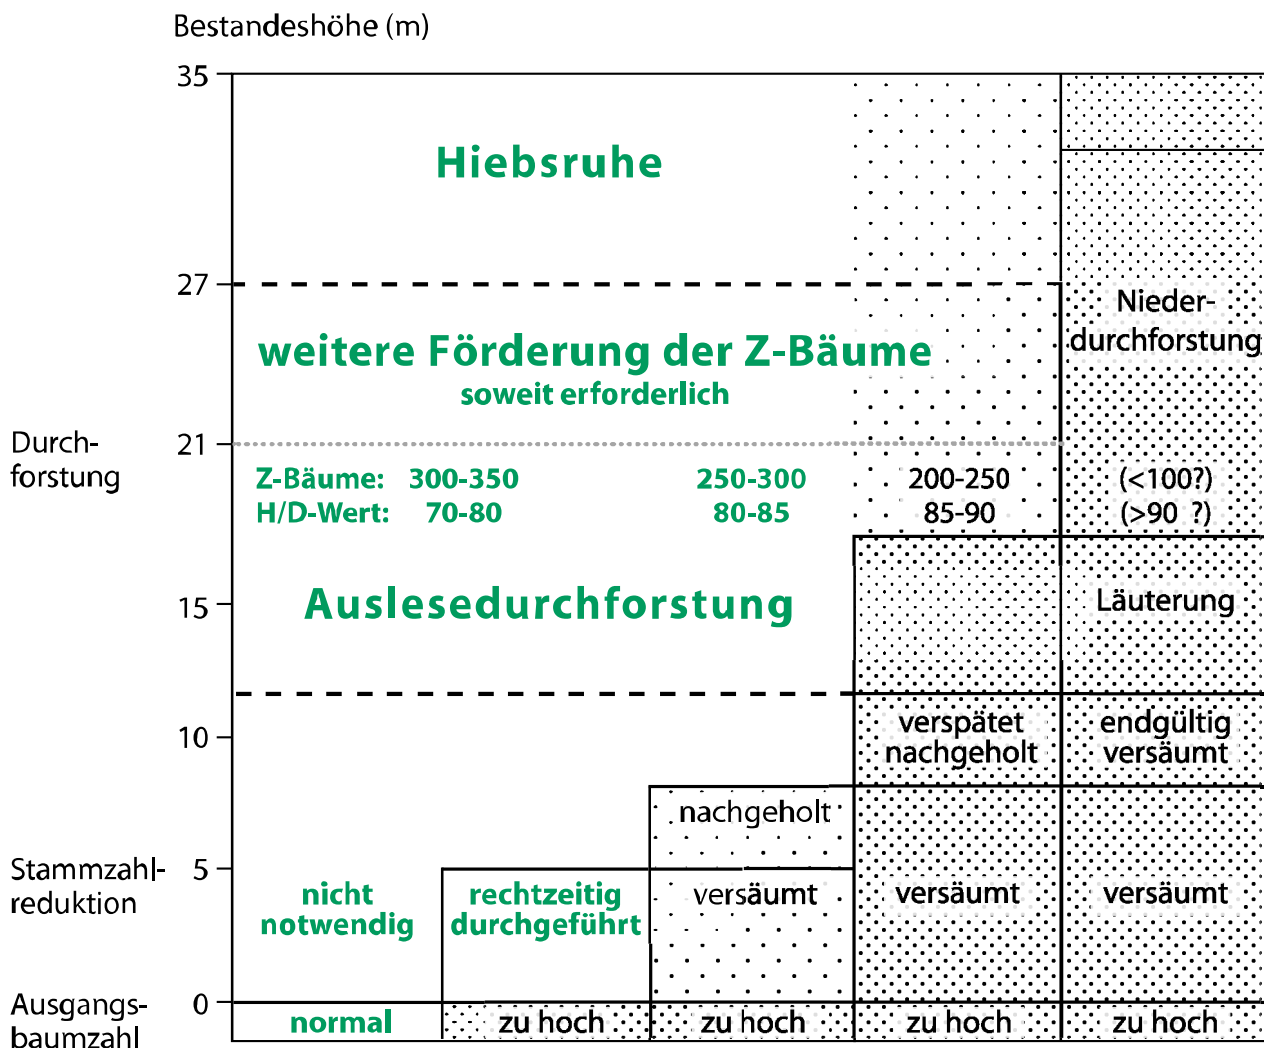 Bestandeshöhe (m)
35
Hiebsruhe
27
Nieder-
durchforstung
weitere Förderung der Z-Bäume
soweit erforderlich
Durch-
forstung
21
Z-Bäume: 300-350 250-300 200-250 (<100?)
H/D-Wert: 70-80 80-85 85-90 (>90 ?)
15
Auslesedurchforstung
Läuterung
10
verspätet
nachgeholt
endgültig
versäumt
nachgeholt
Stammzahl-
reduktion
5
nicht
notwendig
rechtzeitig
durchgeführt
versäumt
versäumt
versäumt
0
Ausgangs-
baumzahl
normal zu hoch zu hoch zu hoch zu hoch